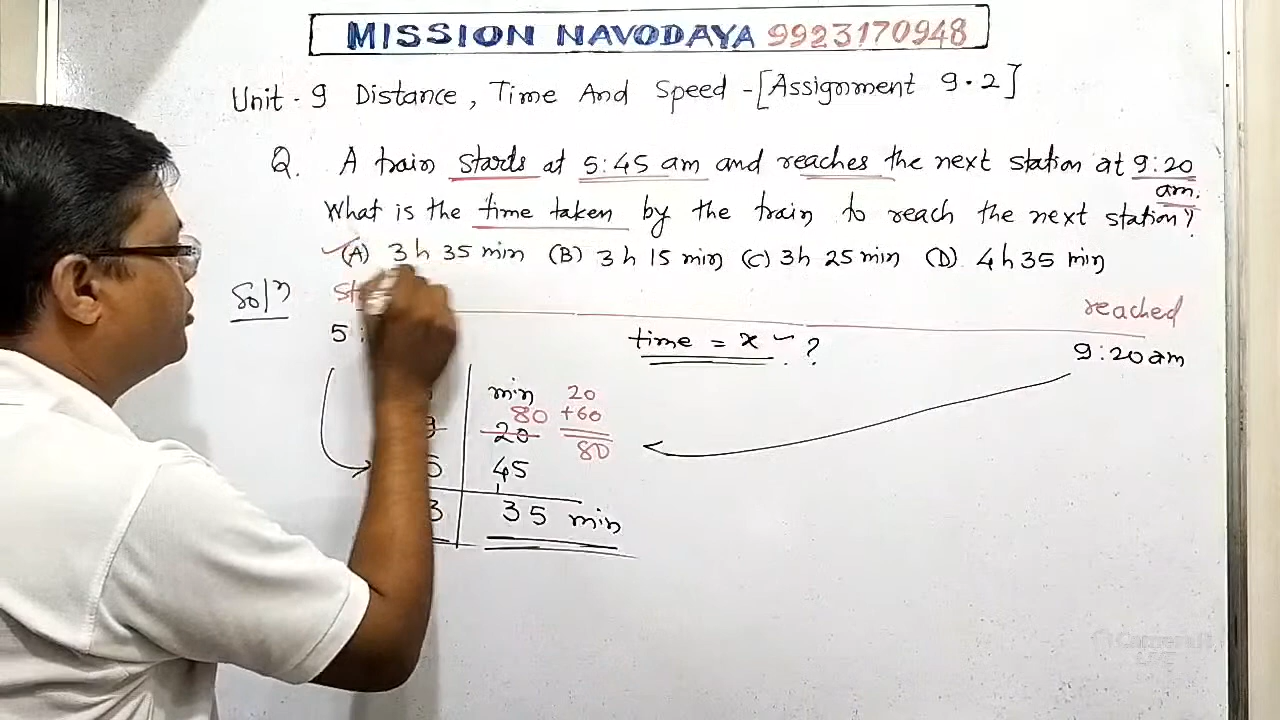 MISSION NAVODAYA 9923170948
Unit - 9 Distance, Time And Speed - [Assignment 9.2]
Q. A train starts at 5:45 am and reaches the next station at 9:20 am.
What is the time taken by the train to reach the next station?
(A) 3 h 35 min (B) 3 h 15 min (C) 3 h 25 min (D) 4 h 35 min
Sol n
reached
5:
time = x ?
9:20 am
min 20
80 +60
9 20 80
5 45
3 35 min